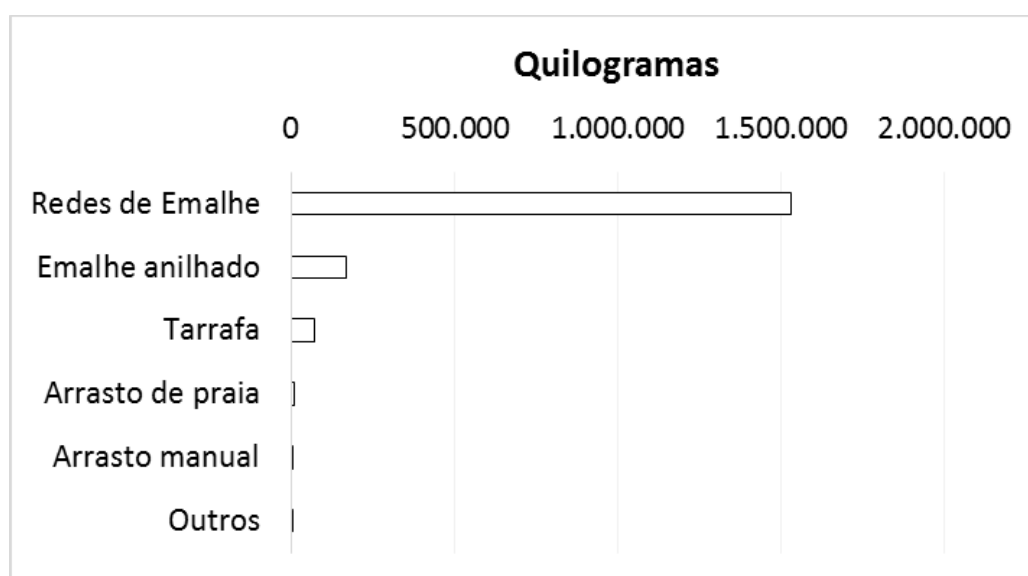 Quilogramas
0 500.000 1.000.000 1.500.000 2.000.000
Redes de Emalhe
Emalhe anilhado
Tarrafa
Arrasto de praia
Arrasto manual
Outros